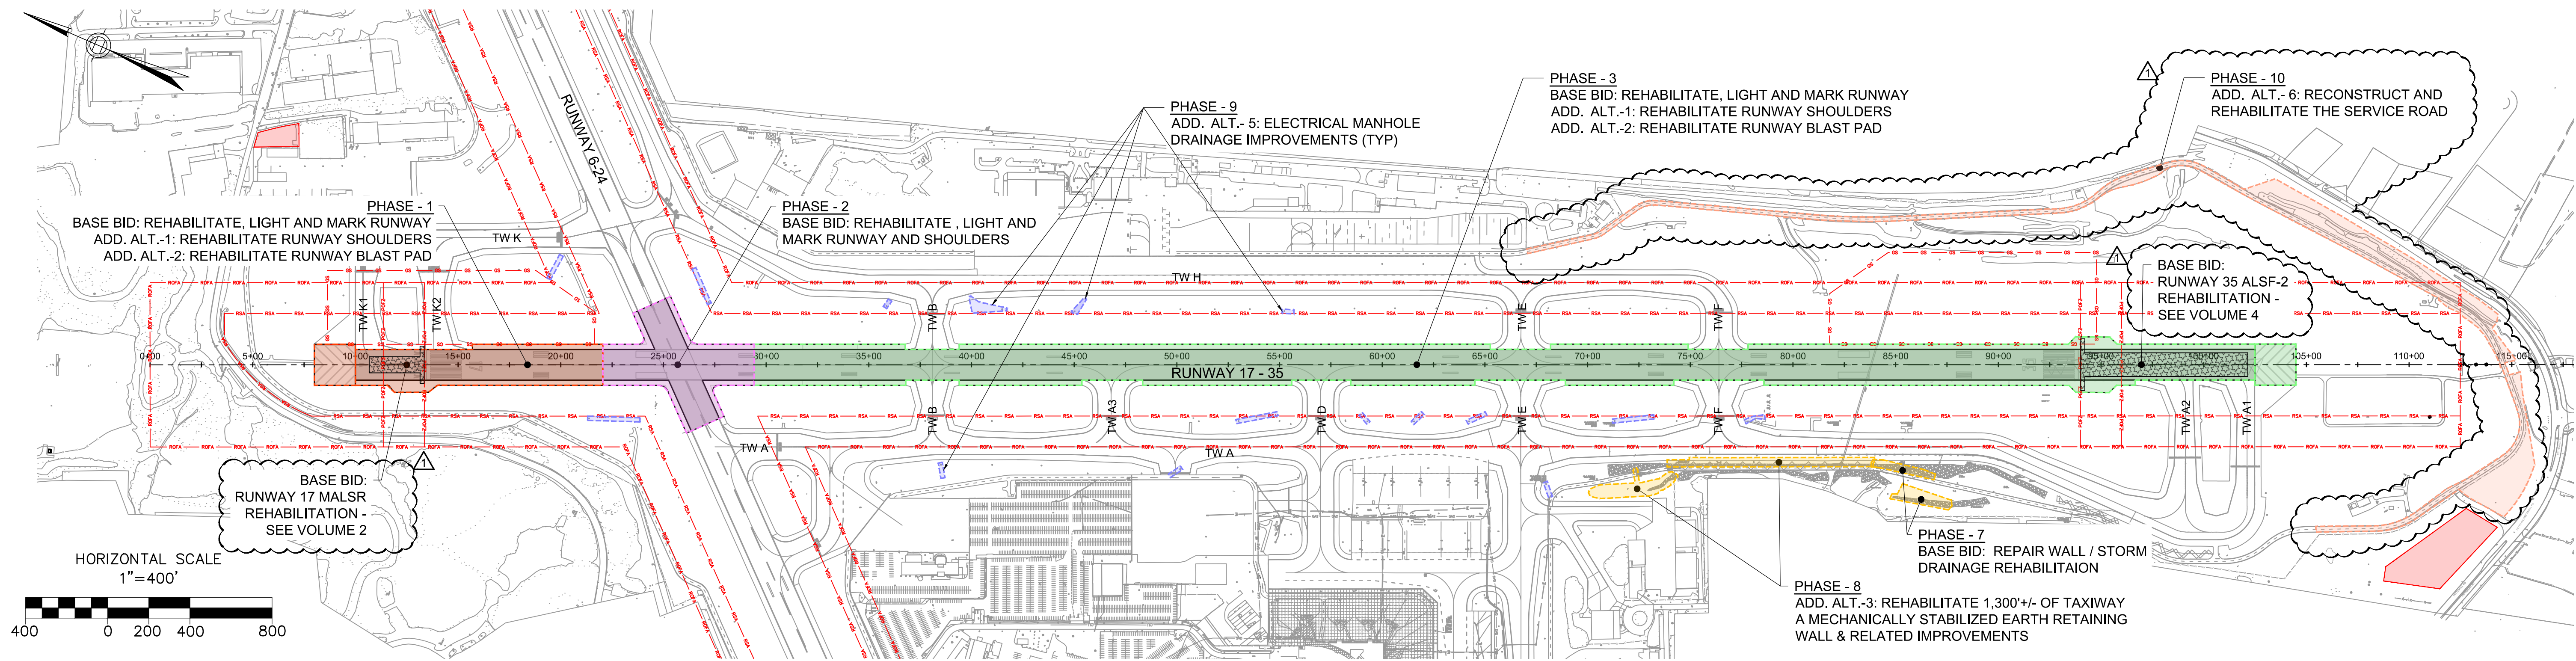 PHASE - 1
BASE BID: REHABILITATE, LIGHT AND MARK RUNWAY
ADD. ALT.-1: REHABILITATE RUNWAY SHOULDERS
ADD. ALT.-2: REHABILITATE RUNWAY BLAST PAD
RUNWAY 6-24
PHASE - 2
BASE BID: REHABILITATE , LIGHT AND
MARK RUNWAY AND SHOULDERS
PHASE - 9
ADD. ALT.- 5: ELECTRICAL MANHOLE
DRAINAGE IMPROVEMENTS (TYP)
PHASE - 3
BASE BID: REHABILITATE, LIGHT AND MARK RUNWAY
ADD. ALT.-1: REHABILITATE RUNWAY SHOULDERS
ADD. ALT.-2: REHABILITATE RUNWAY BLAST PAD
1
PHASE - 10
ADD. ALT.- 6: RECONSTRUCT AND
REHABILITATE THE SERVICE ROAD
1
BASE BID:
RUNWAY 35 ALSF-2
REHABILITATION -
SEE VOLUME 4
TW K
TW H
TW K1
TW K2
TW B
TW E
TW F
0+00
5+00
10+00
15+00
20+00
25+00
30+00
35+00
40+00
45+00
50+00
55+00
60+00
65+00
70+00
75+00
80+00
85+00
90+00
95+00
100+00
105+00
110+00
115+00
RUNWAY 17 - 35
TW B
TW A3
TW D
TW E
TW F
TW A2
TW A1
TW A
TW A
ROFA
RSA
GS
POFZ
1
BASE BID:
RUNWAY 17 MALSR
REHABILITATION -
SEE VOLUME 2
PHASE - 7
BASE BID: REPAIR WALL / STORM
DRAINAGE REHABILITAION
PHASE - 8
ADD. ALT.-3: REHABILITATE 1,300'+/- OF TAXIWAY
A MECHANICALLY STABILIZED EARTH RETAINING
WALL & RELATED IMPROVEMENTS
HORIZONTAL SCALE
1"=400'
400 0 200 400 800